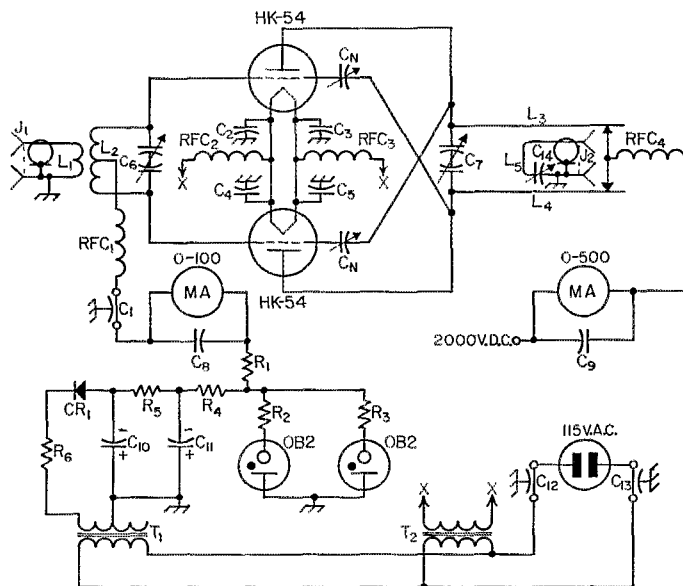 HK-54
CN
J1
L1
L2
C6
C2
C3
RFC2
RFC3
L3
RFC4
C7
L5
C14
J2
X
X
C4
C5
L4
RFC1
CN
HK-54
0-100
MA
0-500
MA
C1
C8
2000V.D.C.
C9
R1
CR1
R5
R4
R2
R3
115V.A.C.
R6
C10
-
+
C11
-
+
OB2
OB2
X
X
C12
C13
T1
T2